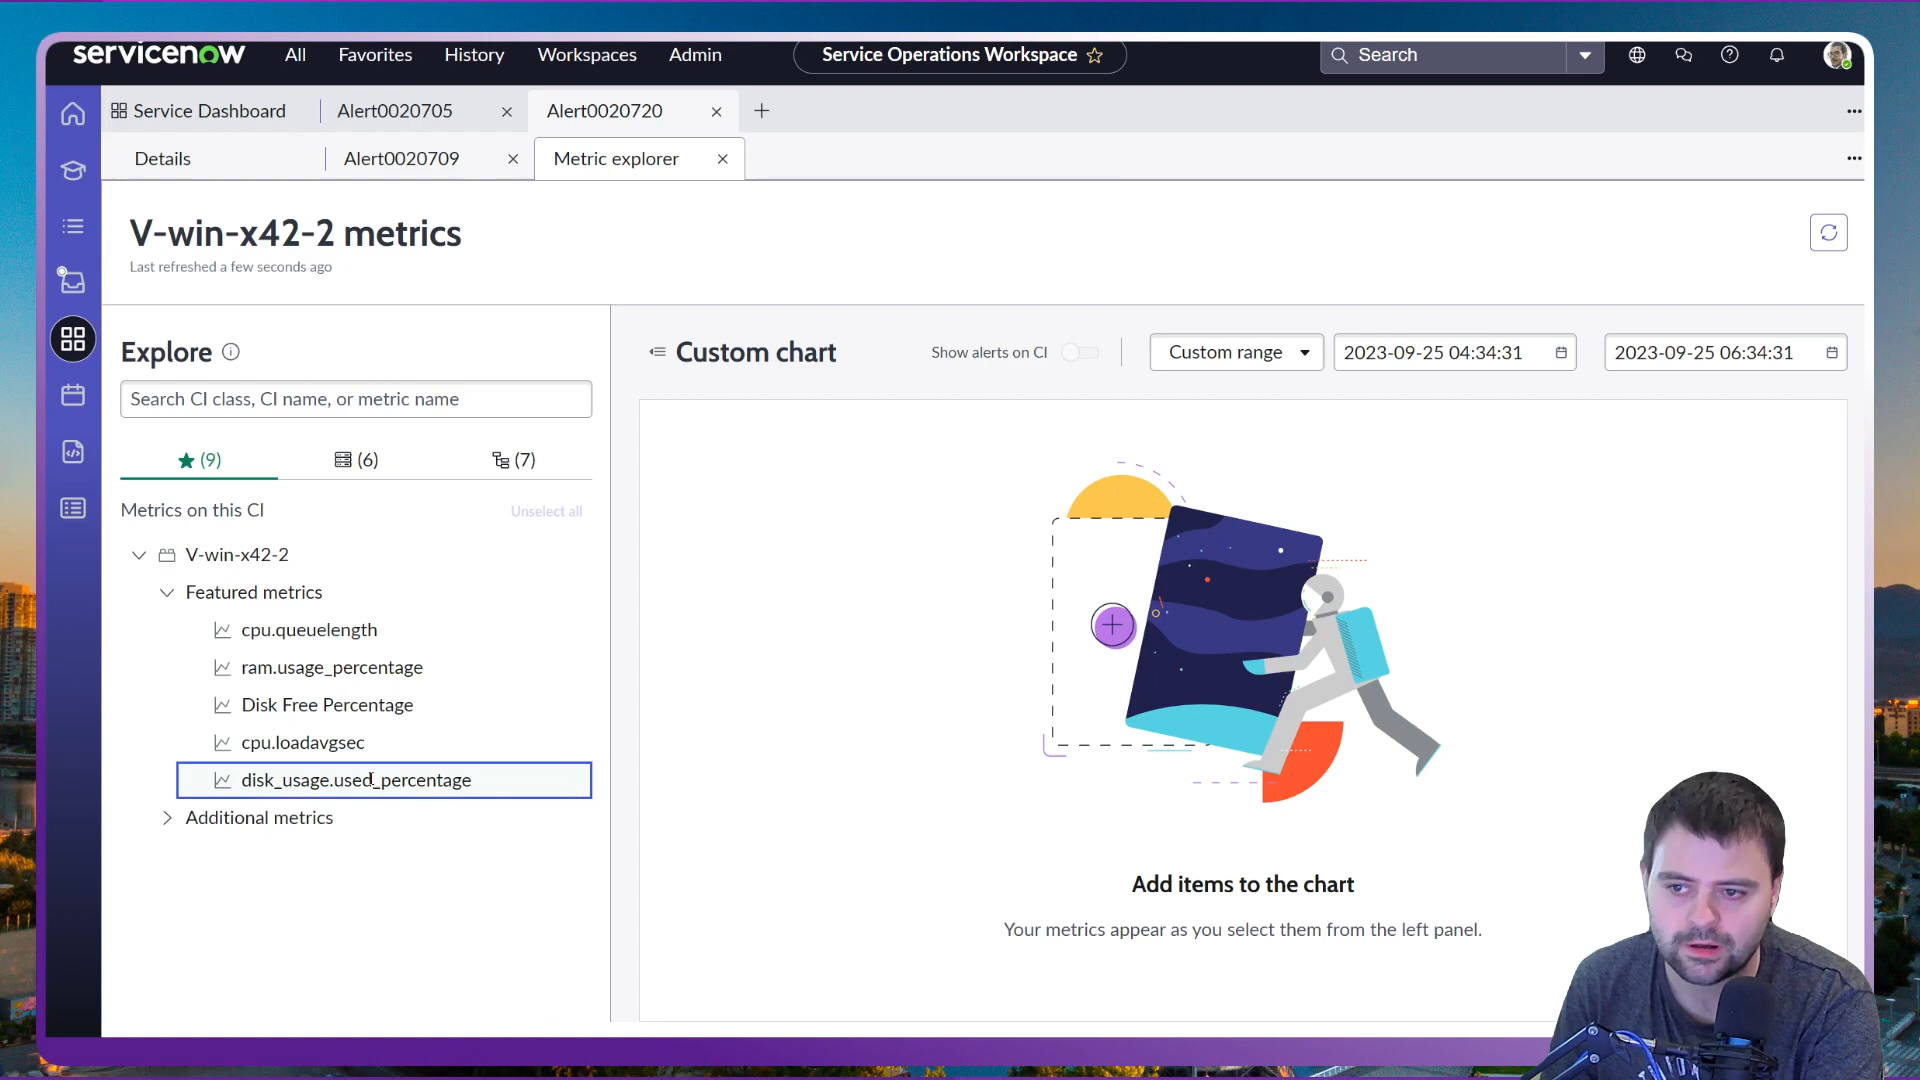 servicenow All Favorites History Workspaces Admin Service Operations Workspace Search
Service Dashboard Alert0020705 Alert0020720
Details Alert0020709 Metric explorer
V-win-x42-2 metrics
Last refreshed a few seconds ago
Explore
Custom chart Show alerts on CI Custom range 2023-09-25 04:34:31 2023-09-25 06:34:31
Search CI class, CI name, or metric name
(9) (6) (7)
Metrics on this CI Unselect all
V-win-x42-2
Featured metrics
cpu.queuelength
ram.usage_percentage
Disk Free Percentage
cpu.loadavgsec
disk_usage.used_percentage
Additional metrics
Add items to the chart
Your metrics appear as you select them from the left panel.